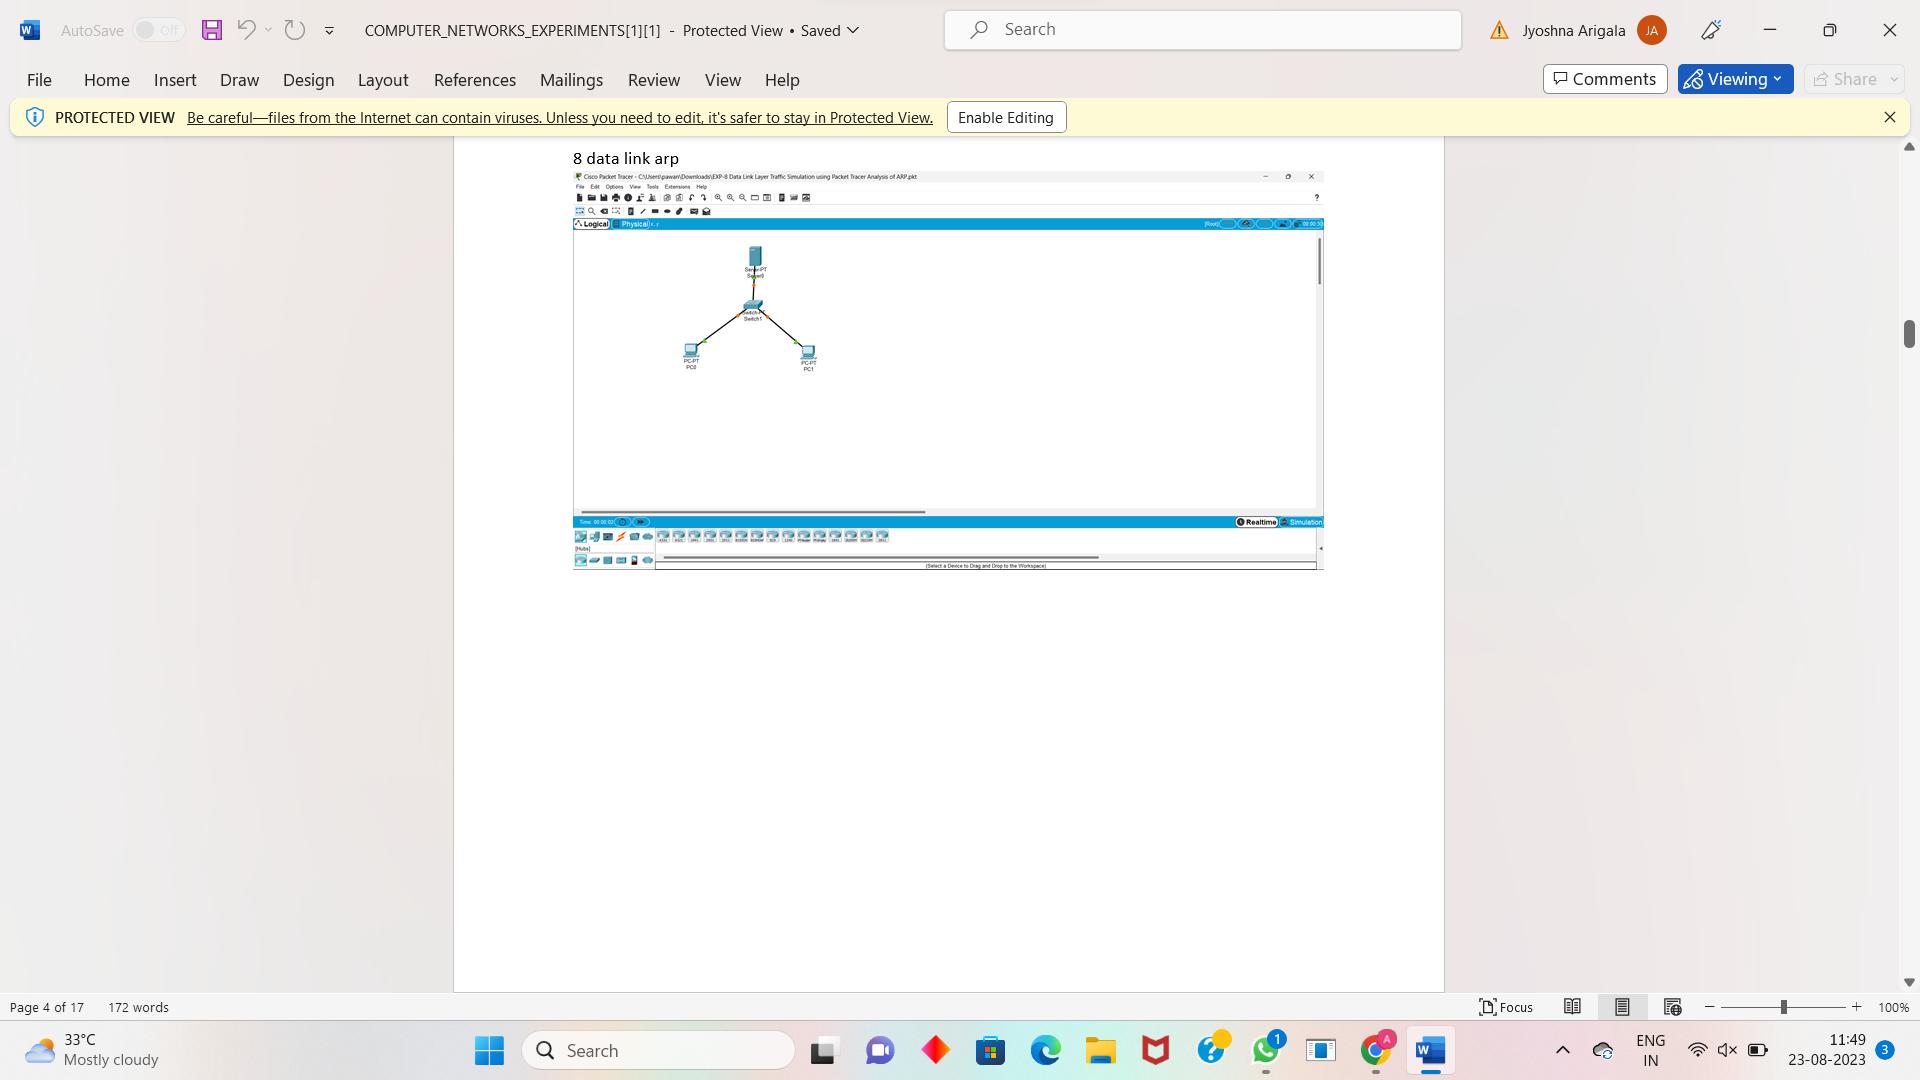 AutoSave Off COMPUTER_NETWORKS_EXPERIMENTS[1][1] - Protected View • Saved Search Jyoshna Arigala JA
File Home Insert Draw Design Layout References Mailings Review View Help Comments Viewing Share
PROTECTED VIEW Be careful—files from the Internet can contain viruses. Unless you need to edit, it's safer to stay in Protected View. Enable Editing
8 data link arp
Cisco Packet Tracer - C:\Users\pawan\Downloads\EXP-8 Data Link Layer Traffic Simulation using Packet Tracer Analysis of ARP.pkt
File Edit Options View Tools Extensions Help
?
Logical Physical [Root]
Server-PT
Server0
Switch-PT
Switch1
PC-PT
PC0
PC-PT
PC1
Time: 00:00:02 Realtime Simulation
[Hubs]
(Select a Device to Drag and Drop to the Workspace)
Page 4 of 17 172 words Focus 100%
33°C
Mostly cloudy
Search
1
A
ENG
IN
11:49
23-08-2023
3